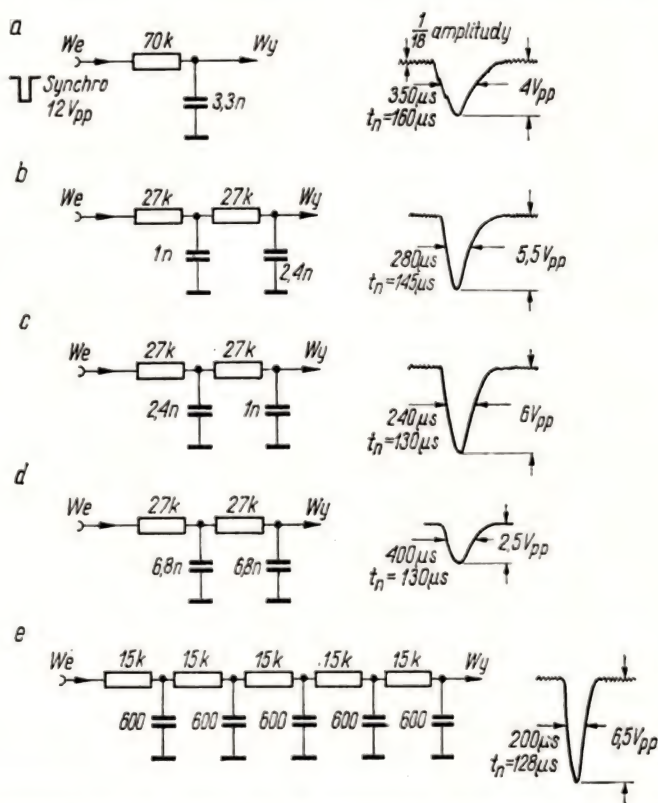 a
We 70k Wy
Synchro
12Vpp
3,3n
1/18 amplitudy
350µs
tn=160µs
4Vpp
b
We 27k 27k Wy
1n
2,4n
280µs
tn=145µs
5,5Vpp
c
We 27k 27k Wy
2,4n 1n
240µs
tn=130µs
6Vpp
d
We 27k 27k Wy
6,8n 6,8n
400µs
tn=130µs
2,5Vpp
e
We 15k 15k 15k 15k 15k Wy
600 600 600 600 600
200µs
tn=128µs
6,5Vpp